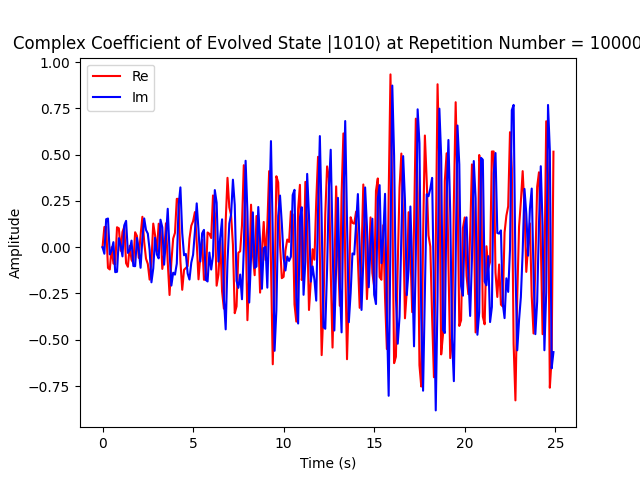 Complex Coefficient of Evolved State |1010⟩ at Repetition Number = 10000
Re
Im
1.00
0.75
0.50
0.25
0.00
−0.25
−0.50
−0.75
Amplitude
0
5
10
15
20
25
Time (s)